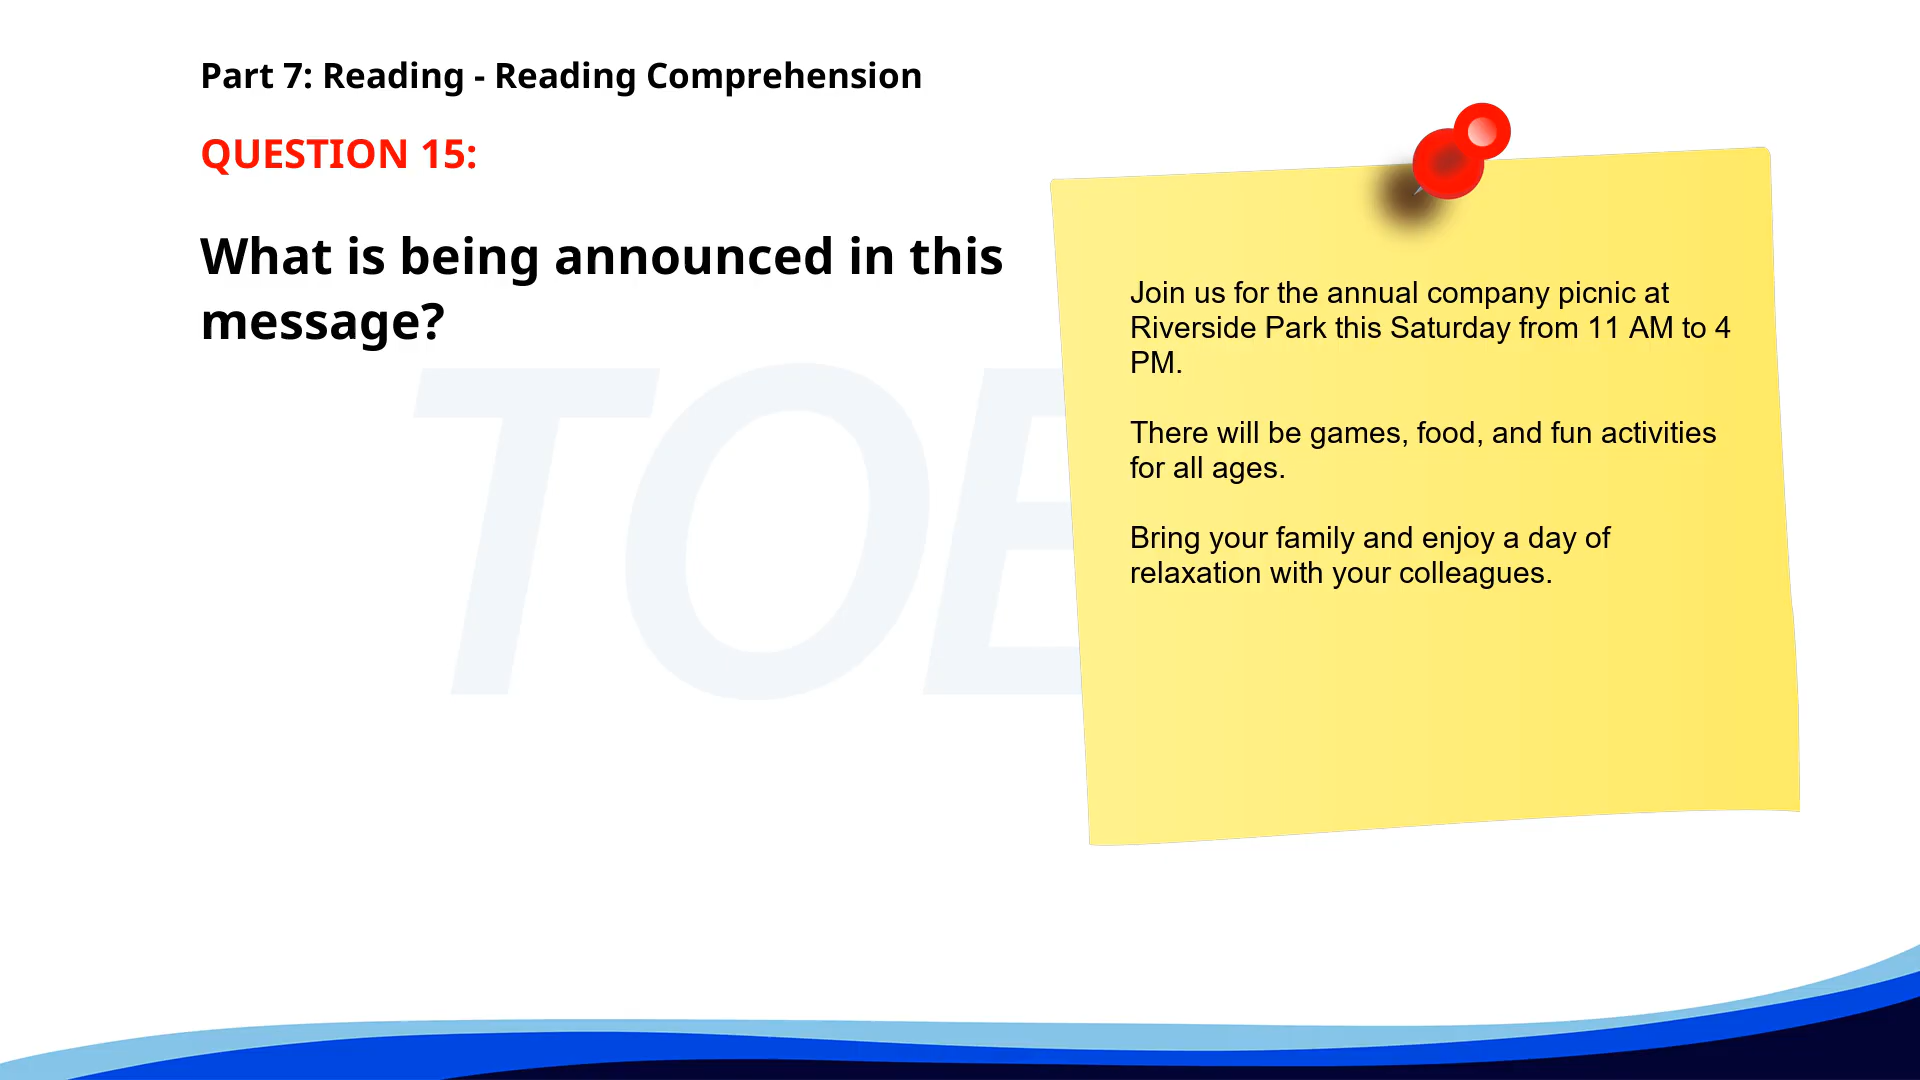 Part 7: Reading - Reading Comprehension
QUESTION 15:
What is being announced in this
message?
Join us for the annual company picnic at
Riverside Park this Saturday from 11 AM to 4
PM.
There will be games, food, and fun activities
for all ages.
Bring your family and enjoy a day of
relaxation with your colleagues.
TOE